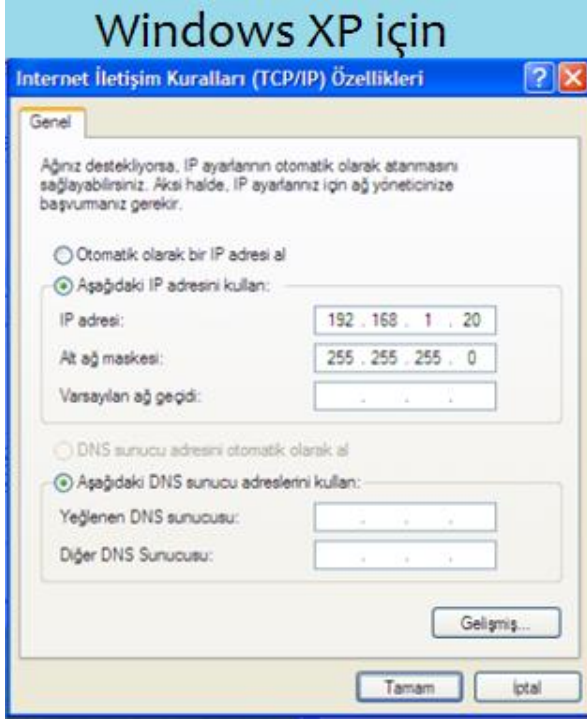 Windows XP için
Internet İletişim Kuralları (TCP/IP) Özellikleri
Genel
Ağınız destekliyorsa, IP ayarlarının otomatik olarak atanmasını
sağlayabilirsiniz. Aksi halde, IP ayarlarınız için ağ yöneticinize
başvurmanız gerekir.
Otomatik olarak bir IP adresi al
Aşağıdaki IP adresini kullan:
IP adresi: 192 . 168 . 1 . 20
Alt ağ maskesi: 255 . 255 . 255 . 0
Varsayılan ağ geçidi: . . .
DNS sunucu adresini otomatik olarak al
Aşağıdaki DNS sunucu adreslerini kullan:
Yeğlenen DNS sunucusu: . . .
Diğer DNS Sunucusu: . . .
Gelişmiş...
Tamam İptal